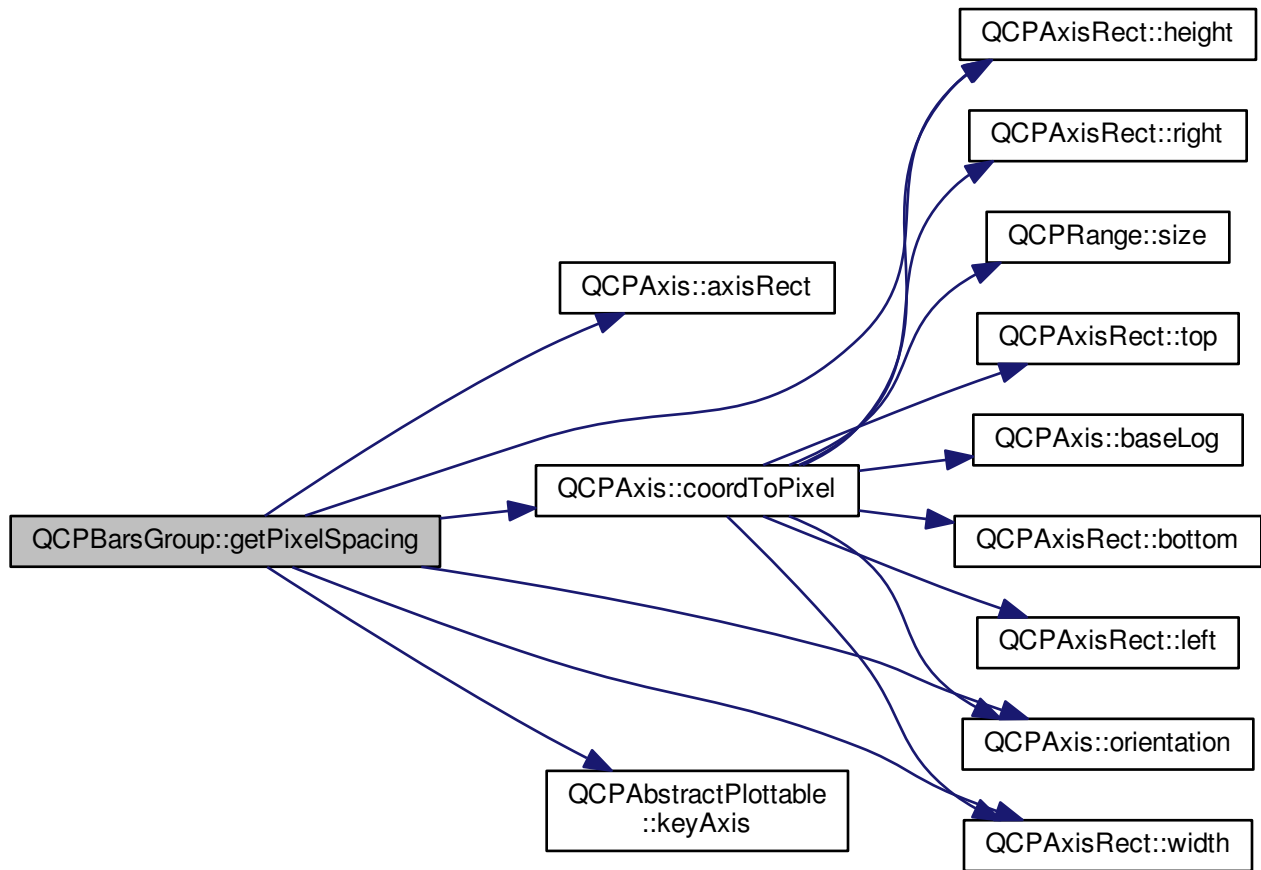 QCPAxisRect::height
QCPAxisRect::right
QCPRange::size
QCPAxis::axisRect
QCPAxisRect::top
QCPAxis::baseLog
QCPAxis::coordToPixel
QCPBarsGroup::getPixelSpacing
QCPAxisRect::bottom
QCPAxisRect::left
QCPAxis::orientation
QCPAbstractPlottable
::keyAxis
QCPAxisRect::width